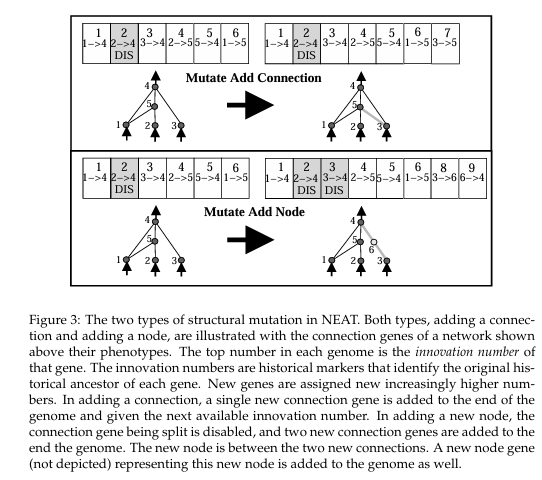 1 2 3 4 5 6 1 2 3 4 5 6 7
1->4 2->4 3->4 2->5 5->4 1->5 1->4 2->4 3->4 2->5 5->4 1->5 3->5
DIS DIS
Mutate Add Connection
4 4
5 5
1 2 3 1 2 3
1 2 3 4 5 6 1 2 3 4 5 6 8 9
1->4 2->4 3->4 2->5 5->4 1->5 1->4 2->4 3->4 2->5 5->4 1->5 3->6 6->4
DIS DIS DIS
Mutate Add Node
4 4
5 5 6
1 2 3 1 2 3
Figure 3: The two types of structural mutation in NEAT. Both types, adding a connec-
tion and adding a node, are illustrated with the connection genes of a network shown
above their phenotypes. The top number in each genome is the innovation number of
that gene. The innovation numbers are historical markers that identify the original his-
torical ancestor of each gene. New genes are assigned new increasingly higher num-
bers. In adding a connection, a single new connection gene is added to the end of the
genome and given the next available innovation number. In adding a new node, the
connection gene being split is disabled, and two new connection genes are added to the
end the genome. The new node is between the two new connections. A new node gene
(not depicted) representing this new node is added to the genome as well.